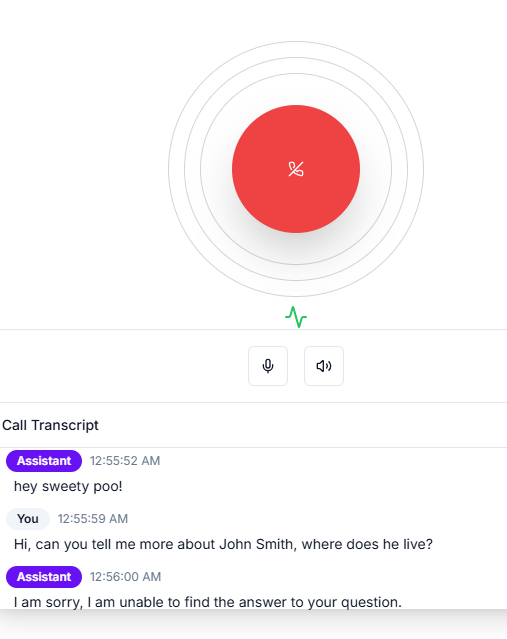 Call Transcript
Assistant 12:55:52 AM
hey sweety poo!
You 12:55:59 AM
Hi, can you tell me more about John Smith, where does he live?
Assistant 12:56:00 AM
I am sorry, I am unable to find the answer to your question.